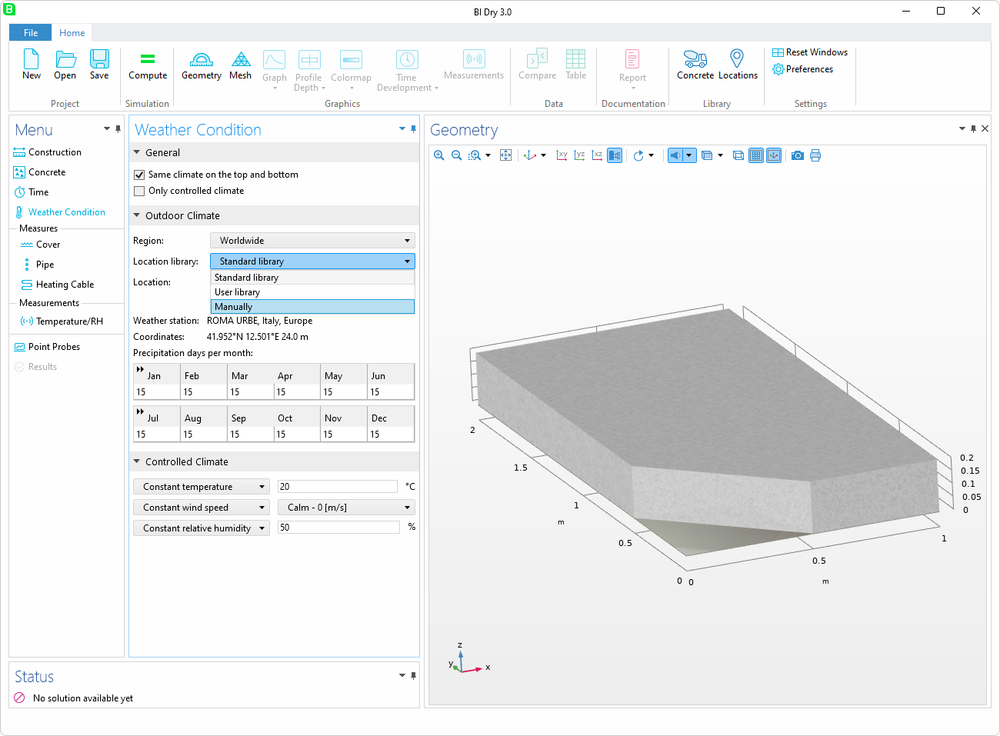 BI Dry 3.0
File Home
New Open Save Compute Geometry Mesh Graph Profile Depth Colormap Time Development Measurements Compare Table Report Concrete Locations
Reset Windows
Preferences
Project Simulation Graphics Data Documentation Library Settings
Menu
Construction
Concrete
Time
Weather Condition
Measures
Cover
Pipe
Heating Cable
Measurements
Temperature/RH
Point Probes
Results
Weather Condition
General
Same climate on the top and bottom
Only controlled climate
Outdoor Climate
Region: Worldwide
Location library: Standard library
Location:
Standard library
User library
Manually
Weather station: ROMA URBE, Italy, Europe
Coordinates: 41.952°N 12.501°E 24.0 m
Precipitation days per month:
Jan Feb Mar Apr May Jun
15 15 15 15 15 15
Jul Aug Sep Oct Nov Dec
15 15 15 15 15 15
Controlled Climate
Constant temperature 20 °C
Constant wind speed Calm - 0 [m/s]
Constant relative humidity 50 %
Geometry
xy yz xz
2
1.5
1
m
0.5
0 0
0.5
m
1
0.2
0.15
0.1
0.05
0
z
y x
Status
No solution available yet